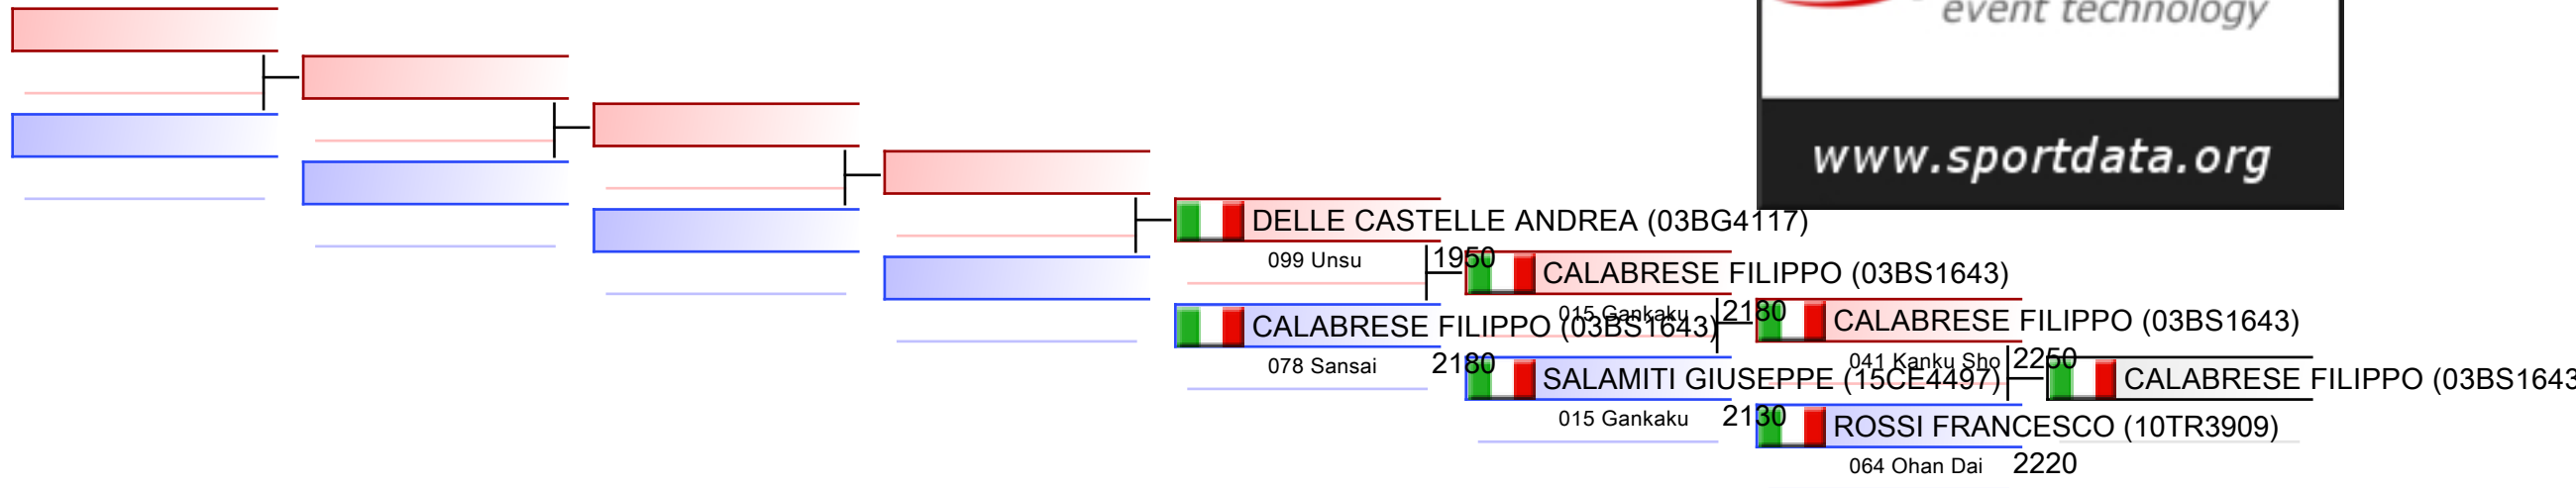 event technology
www.sportdata.org
DELLE CASTELLE ANDREA (03BG4117)
099 Unsu 1950
CALABRESE FILIPPO (03BS1643)
078 Sansai 2180
CALABRESE FILIPPO (03BS1643)
015 Gankaku 2180
SALAMITI GIUSEPPE (15CE4497)
015 Gankaku 2130
CALABRESE FILIPPO (03BS1643)
041 Kanku Sho 2250
ROSSI FRANCESCO (10TR3909)
064 Ohan Dai 2220
CALABRESE FILIPPO (03BS1643